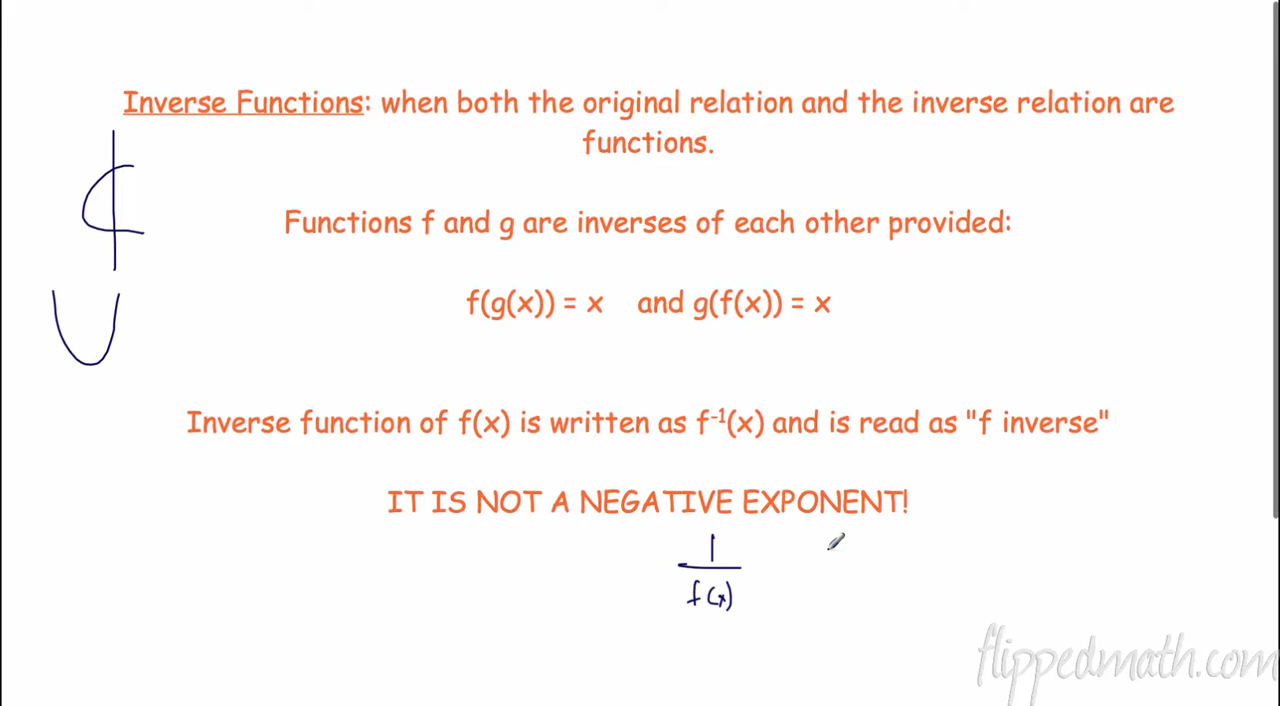 Inverse Functions: when both the original relation and the inverse relation are
functions.
Functions f and g are inverses of each other provided:
f(g(x)) = x and g(f(x)) = x
Inverse function of f(x) is written as f⁻¹(x) and is read as "f inverse"
IT IS NOT A NEGATIVE EXPONENT!
1
f(x)
flippedmath.com